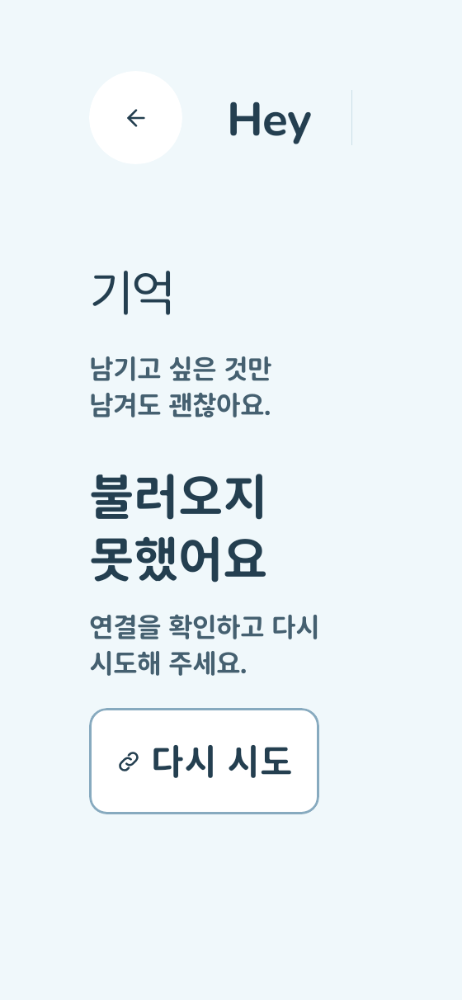 Hey
기억
남기고 싶은 것만
남겨도 괜찮아요.
불러오지
못했어요
연결을 확인하고 다시
시도해 주세요.
다시 시도